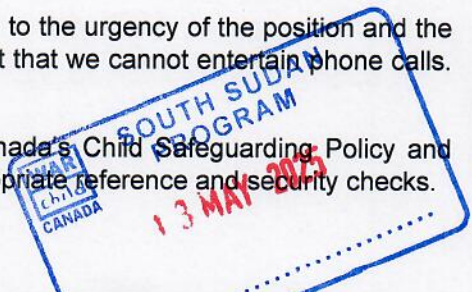 to the urgency of the position and the
t that we cannot entertain phone calls.
nada's Child Safeguarding Policy and
opriate reference and security checks.
SOUTH SUDAN
PROGRAM
WAR
child
CANADA
13 MAY 2025